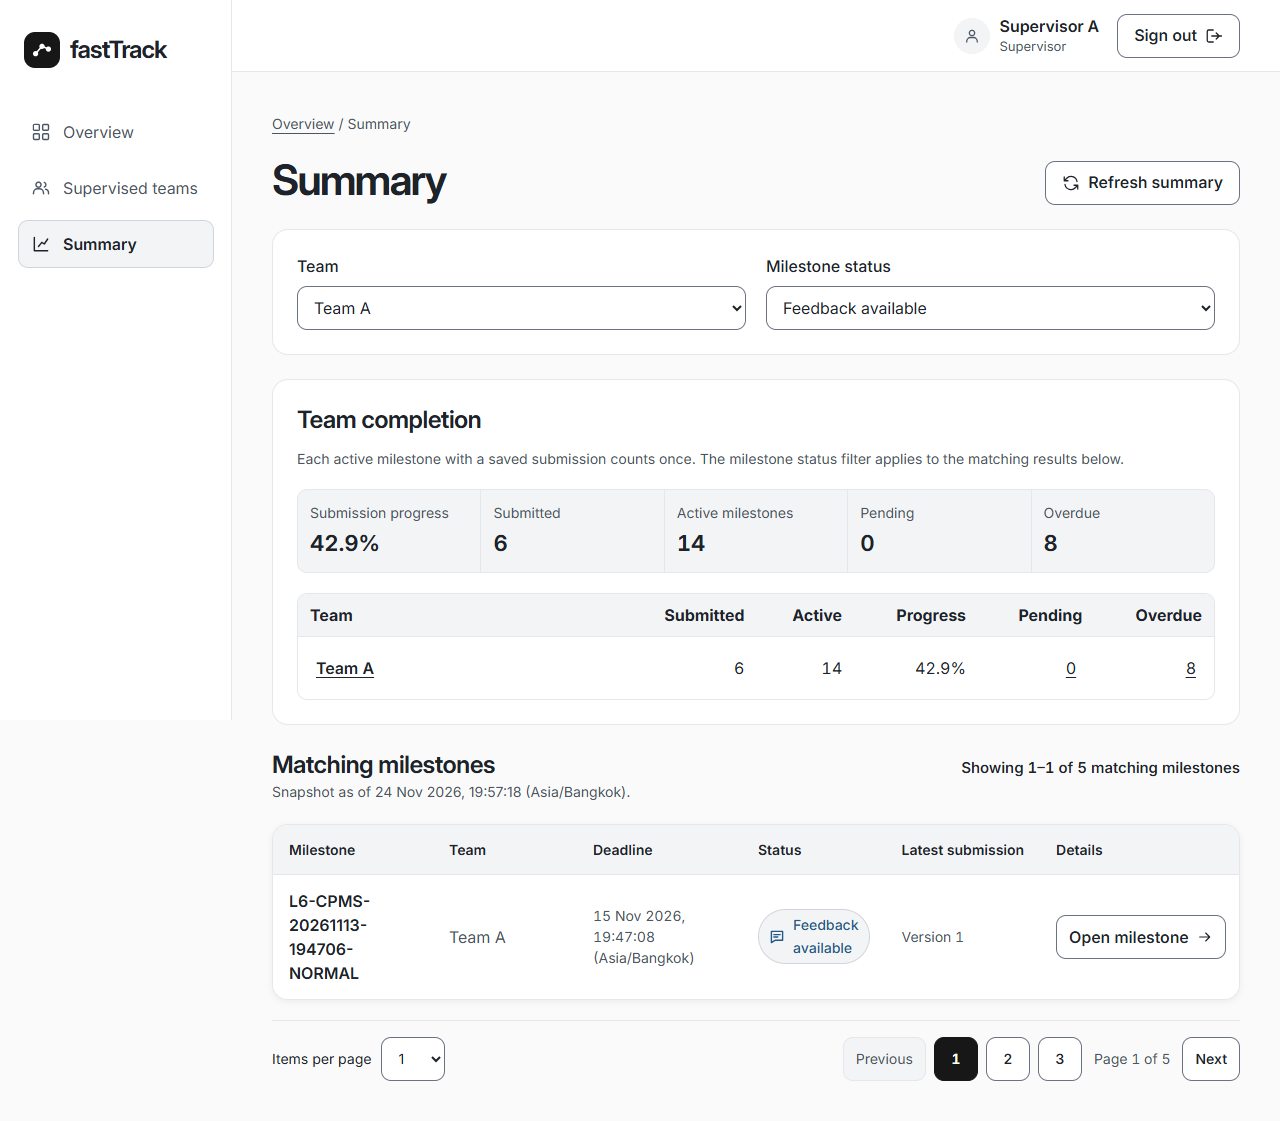 fastTrack
Supervisor A
Supervisor
Sign out
Overview
Supervised teams
Summary
Overview / Summary
Summary
Refresh summary
Team
Milestone status
Team A
Feedback available
Team completion
Each active milestone with a saved submission counts once. The milestone status filter applies to the matching results below.
Submission progress
Submitted
Active milestones
Pending
Overdue
42.9%
6
14
0
8
Team Submitted Active Progress Pending Overdue
Team A 6 14 42.9% 0 8
Matching milestones
Showing 1–1 of 5 matching milestones
Snapshot as of 24 Nov 2026, 19:57:18 (Asia/Bangkok).
Milestone Team Deadline Status Latest submission Details
L6-CPMS-
20261113-
194706-
NORMAL
Team A
15 Nov 2026,
19:47:08
(Asia/Bangkok)
Feedback
available
Version 1
Open milestone
Items per page 1
Previous 1 2 3 Page 1 of 5 Next